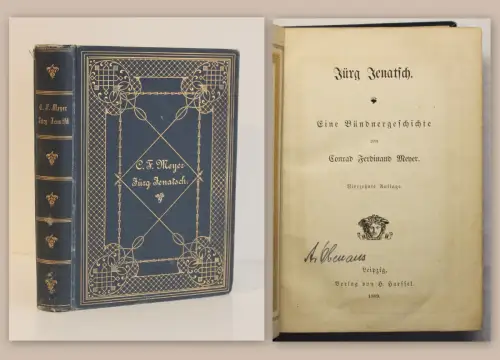 C. F. Meyer
Jürg Jenatsch.
C. F. Meyer
Jürg Jenatsch.
Jürg Jenatsch.
Eine Bündnergeschichte
von
Conrad Ferdinand Meyer.
Vierzehnte Auflage.
Leipzig,
Verlag von H. Haessel.